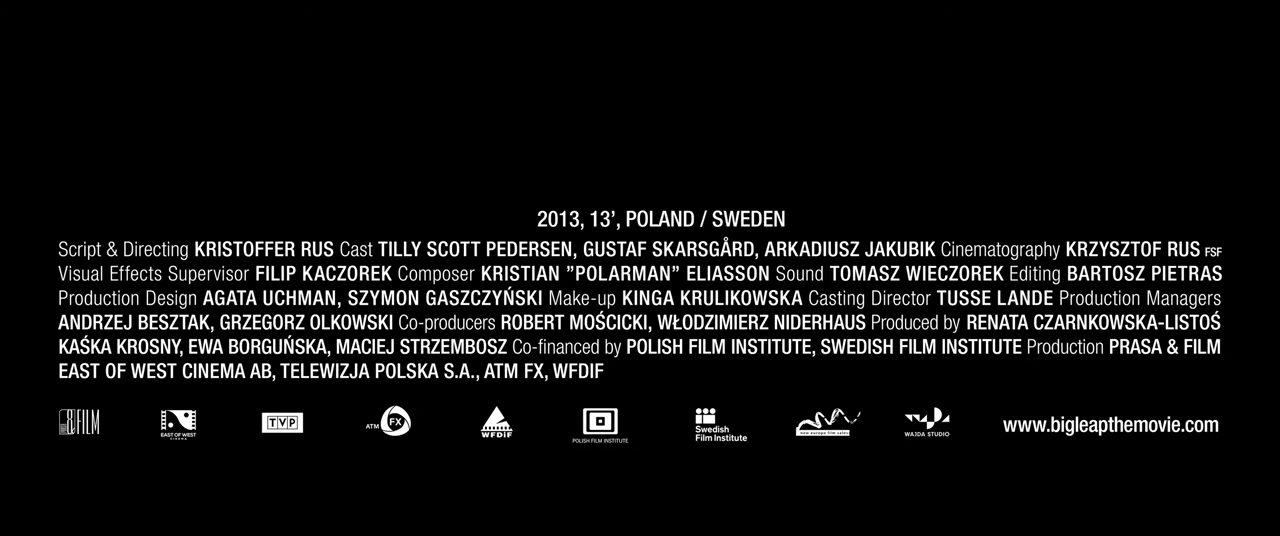 2013, 13’, POLAND / SWEDEN
Script & Directing KRISTOFFER RUS Cast TILLY SCOTT PEDERSEN, GUSTAF SKARSGÅRD, ARKADIUSZ JAKUBIK Cinematography KRZYSZTOF RUS FSF
Visual Effects Supervisor FILIP KACZOREK Composer KRISTIAN ”POLARMAN” ELIASSON Sound TOMASZ WIECZOREK Editing BARTOSZ PIETRAS
Production Design AGATA UCHMAN, SZYMON GASZCZYŃSKI Make-up KINGA KRULIKOWSKA Casting Director TUSSE LANDE Production Managers
ANDRZEJ BESZTAK, GRZEGORZ OLKOWSKI Co-producers ROBERT MOŚCICKI, WŁODZIMIERZ NIDERHAUS Produced by RENATA CZARNKOWSKA-LISTOŚ
KAŚKA KROSNY, EWA BORGUŃSKA, MACIEJ STRZEMBOSZ Co-financed by POLISH FILM INSTITUTE, SWEDISH FILM INSTITUTE Production PRASA & FILM
EAST OF WEST CINEMA AB, TELEWIZJA POLSKA S.A., ATM FX, WFDIF
&FILM
EAST OF WEST
CINEMA
TVP
ATM FX
WFDiF
POLISH FILM INSTITUTE
Swedish
Film Institute
new europe film sales
WAJDA STUDIO
www.bigleapthemovie.com